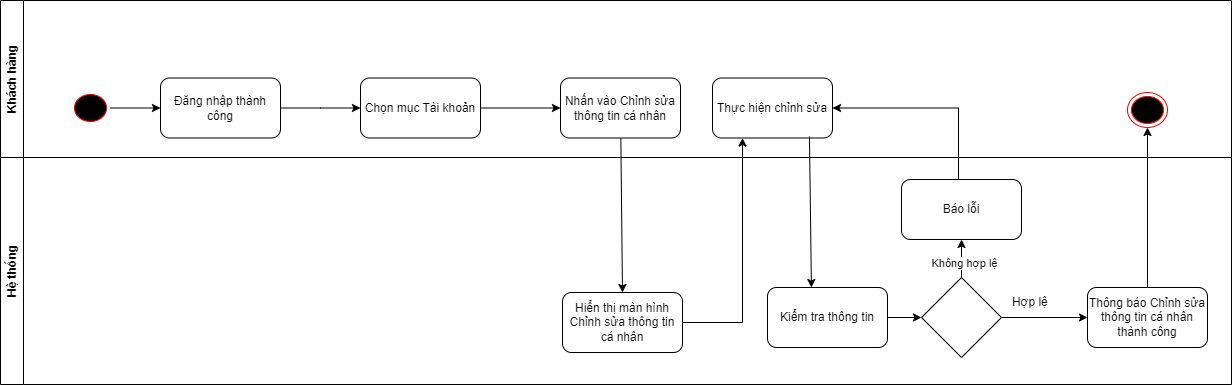 Khách hàng
Đăng nhập thành
công
Chọn mục Tài khoản
Nhấn vào Chỉnh sửa
thông tin cá nhân
Thực hiện chỉnh sửa
Hệ thống
Báo lỗi
Không hợp lệ
Hiển thị màn hình
Chỉnh sửa thông tin
cá nhân
Kiểm tra thông tin
Hợp lệ
Thông báo Chỉnh sửa
thông tin cá nhân
thành công